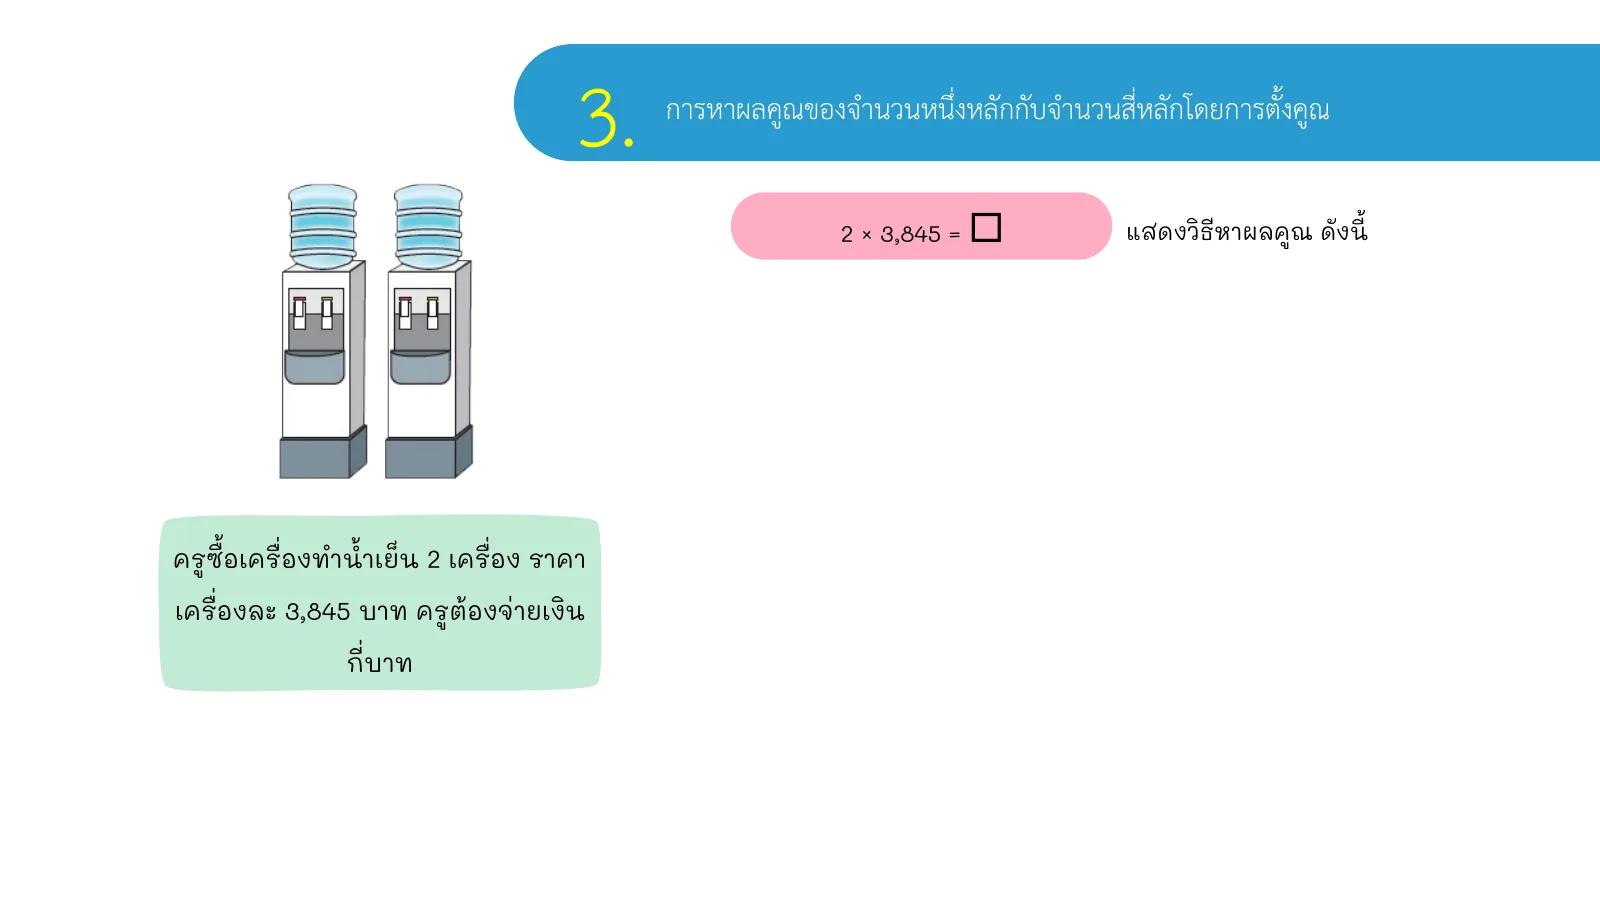 3. การหาผลคูณของจำนวนหนึ่งหลักกับจำนวนสี่หลักโดยการตั้งคูณ
2 × 3,845 = □ แสดงวิธีหาผลคูณ ดังนี้
ครูซื้อเครื่องทำน้ำเย็น 2 เครื่อง ราคา
เครื่องละ 3,845 บาท ครูต้องจ่ายเงิน
กี่บาท